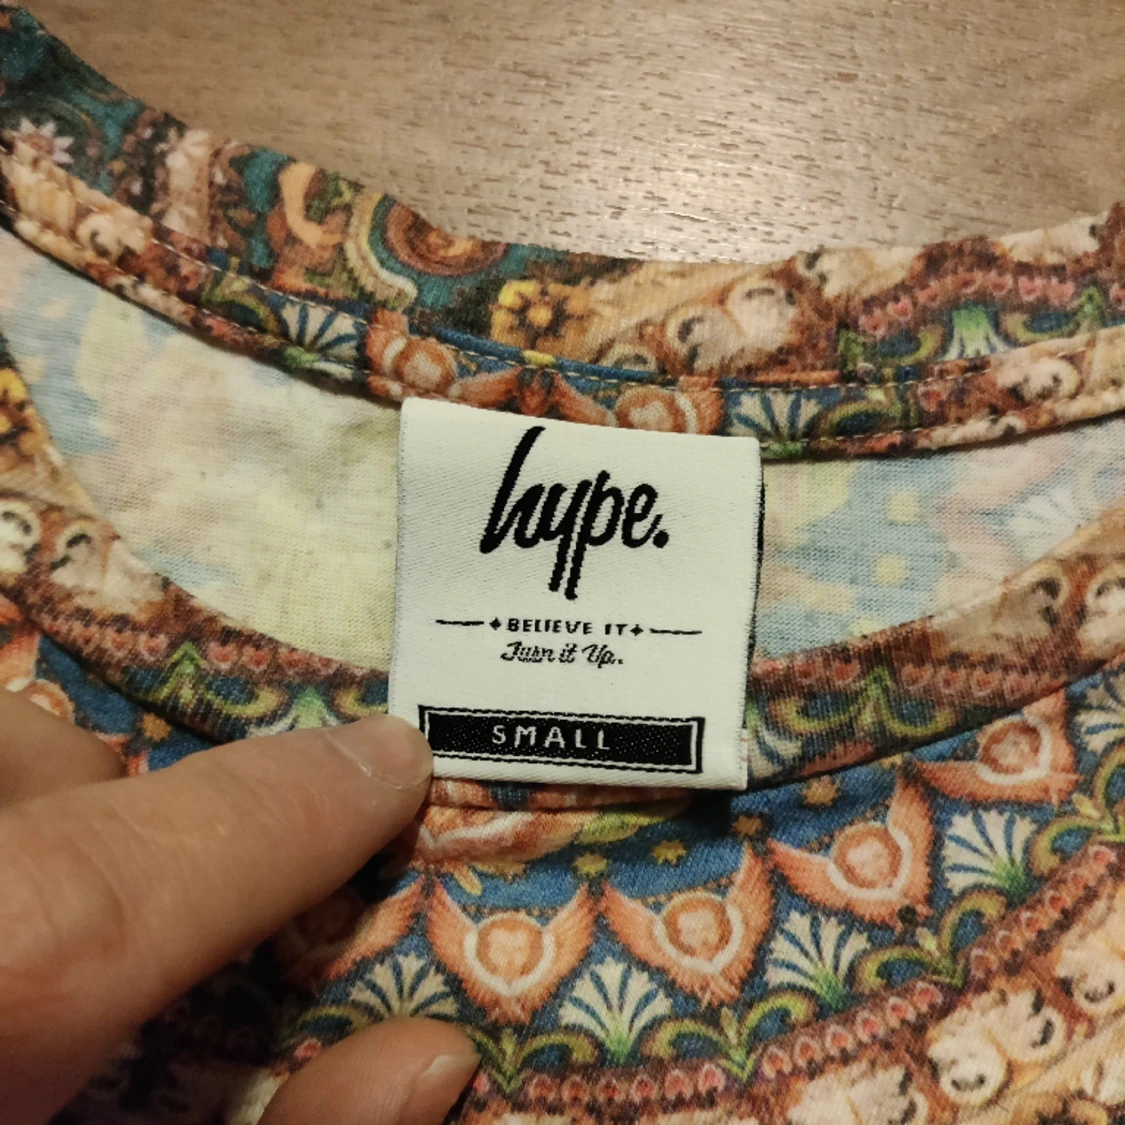 hype.
BELIEVE IT
Turn it Up.
SMALL